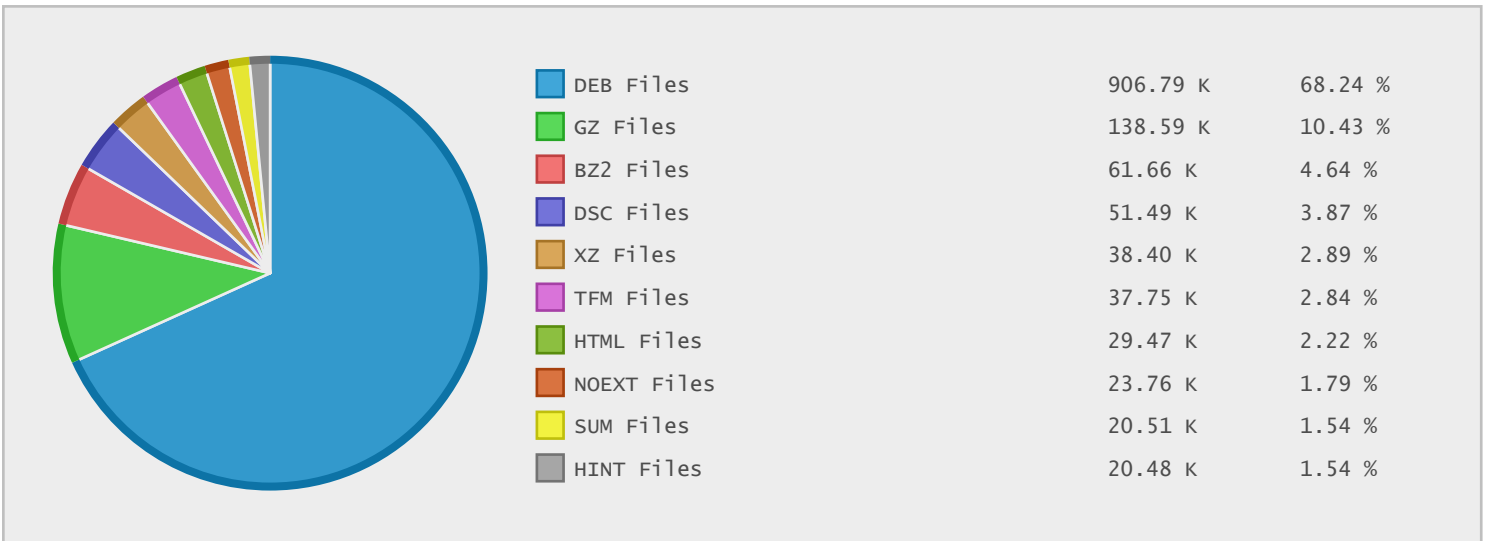 DEB Files 906.79 K 68.24 %
GZ Files 138.59 K 10.43 %
BZ2 Files 61.66 K 4.64 %
DSC Files 51.49 K 3.87 %
XZ Files 38.40 K 2.89 %
TFM Files 37.75 K 2.84 %
HTML Files 29.47 K 2.22 %
NOEXT Files 23.76 K 1.79 %
SUM Files 20.51 K 1.54 %
HINT Files 20.48 K 1.54 %